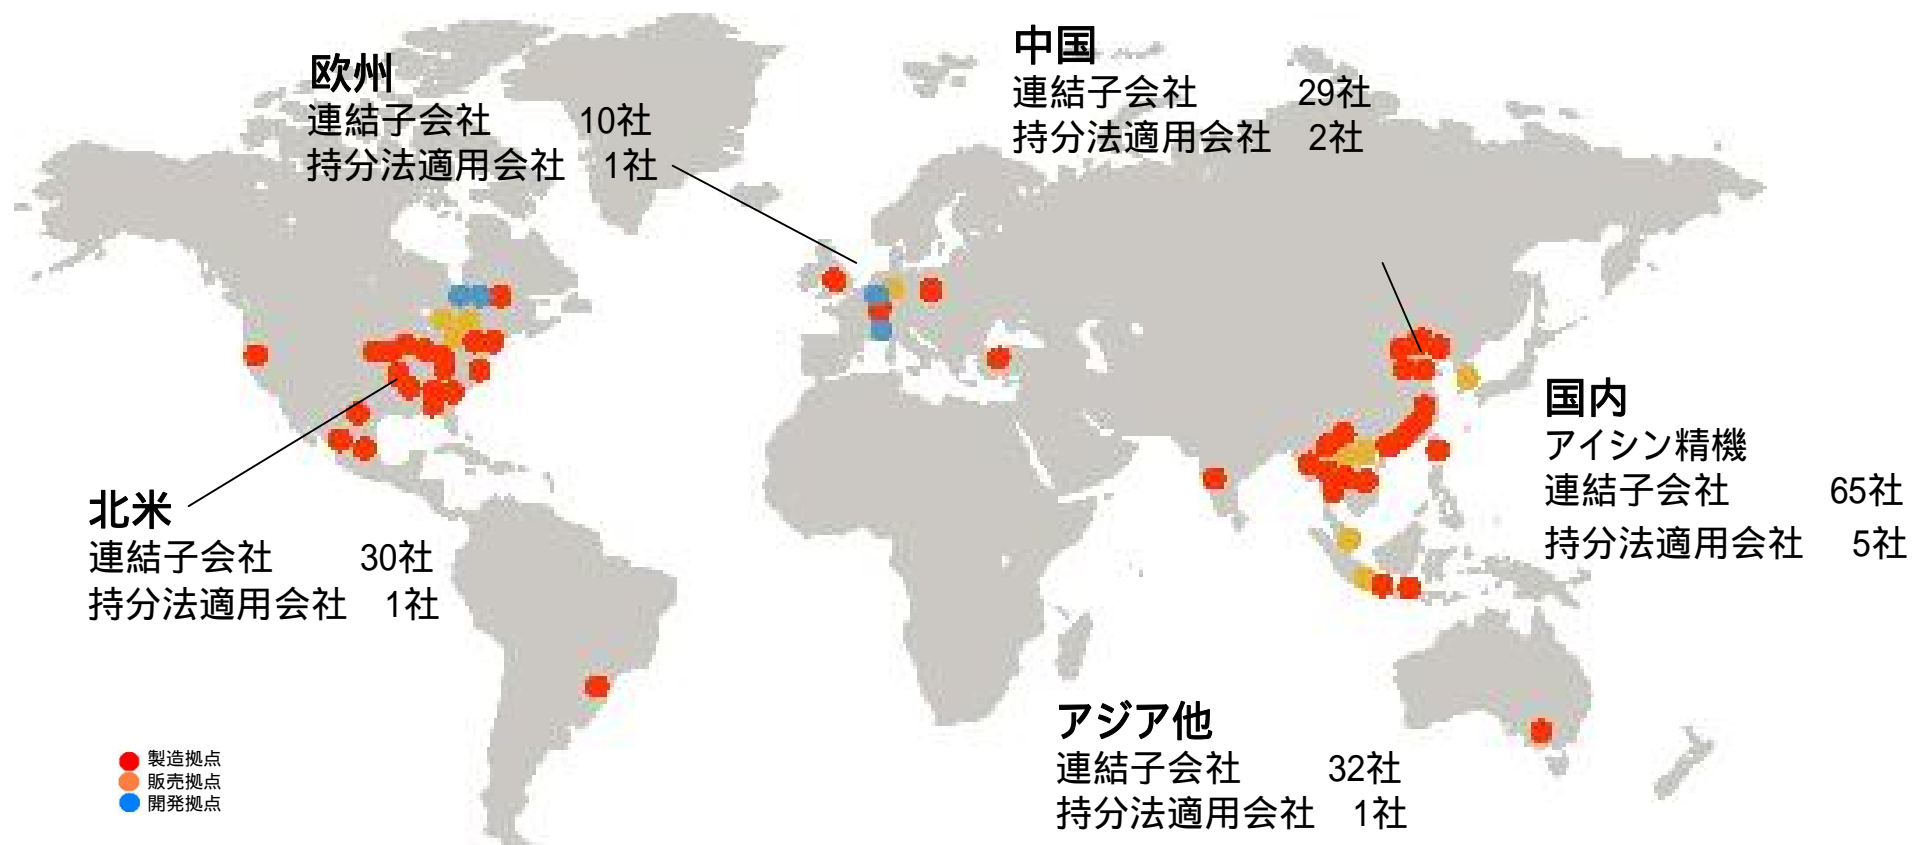 欧州
連結子会社 10社
持分法適用会社 1社
中国
連結子会社 29社
持分法適用会社 2社
国内
アイシン精機
連結子会社 65社
持分法適用会社 5社
北米
連結子会社 30社
持分法適用会社 1社
アジア他
連結子会社 32社
持分法適用会社 1社
製造拠点
販売拠点
開発拠点